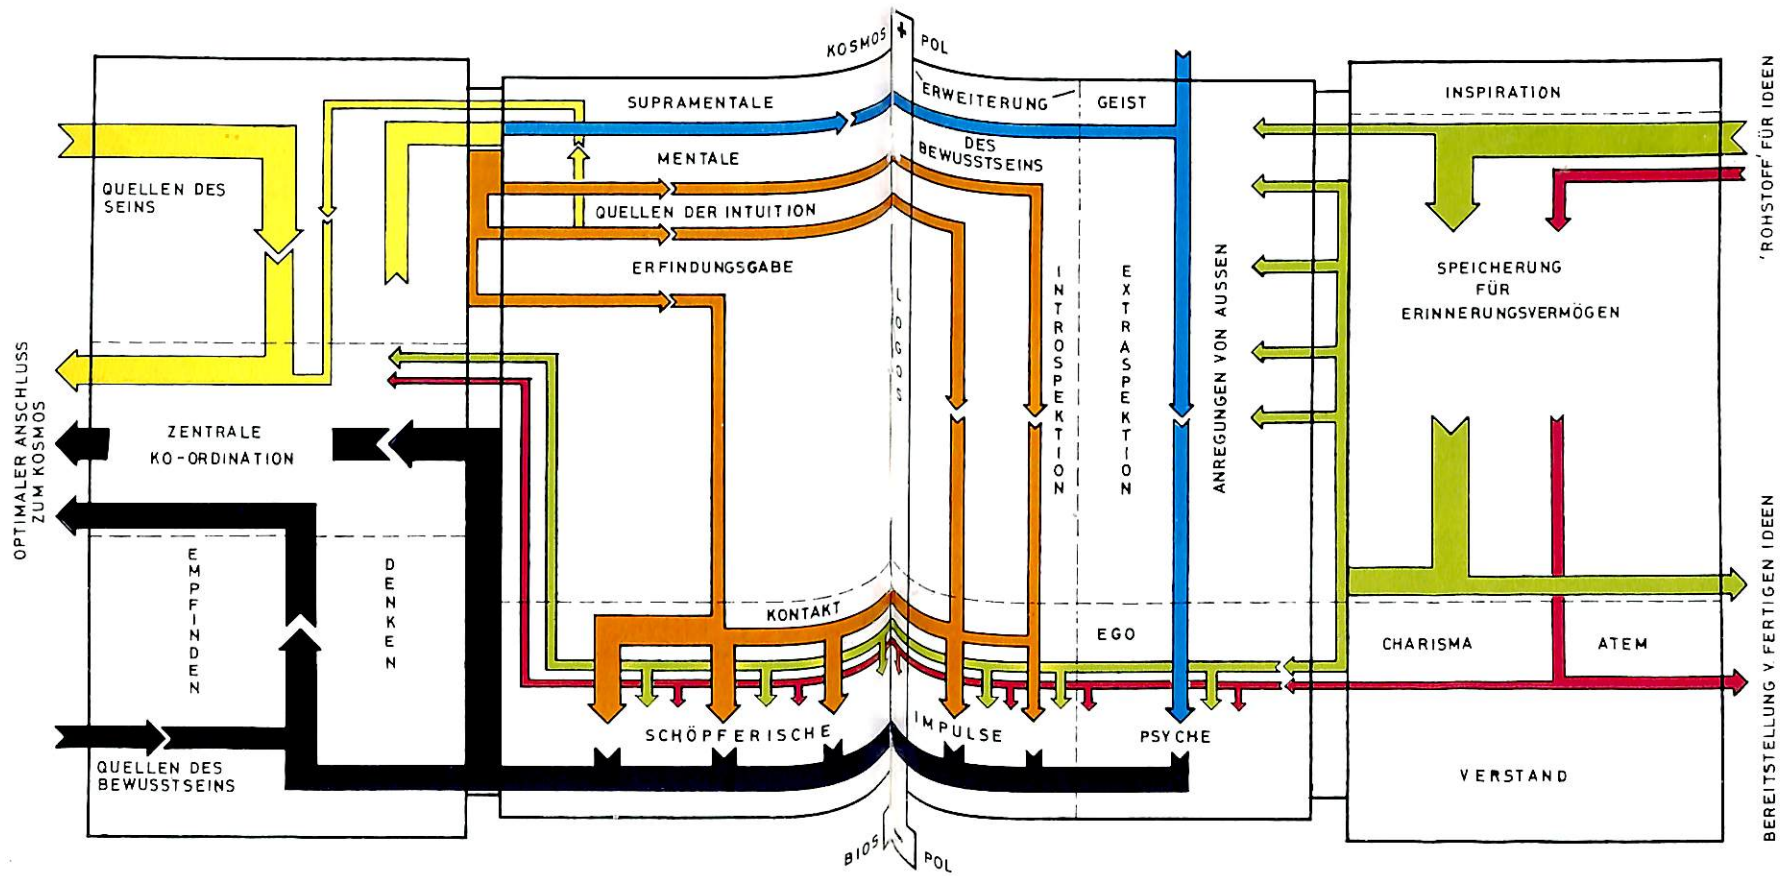 KOSMOS + POL
SUPRAMENTALE
ERWEITERUNG
GEIST
INSPIRATION
'ROHSTOFF' FÜR IDEEN
MENTALE
DES
BEWUSSTSEINS
QUELLEN DES
SEINS
QUELLEN DER INTUITION
ERFINDUNGSGABE
LOGOS
INTROSPEKTION
EXTRASPEKTION
ANREGUNGEN VON AUSSEN
SPEICHERUNG
FÜR
ERINNERUNGSVERMÖGEN
OPTIMALER ANSCHLUSS
ZUM KOSMOS
ZENTRALE
KO-ORDINATION
EMPFINDEN
DENKEN
KONTAKT
EGO
CHARISMA
ATEM
BEREITSTELLUNG V. FERTIGEN IDEEN
SCHÖPFERISCHE
IMPULSE
PSYCHE
QUELLEN DES
BEWUSSTSEINS
VERSTAND
BIOS - POL